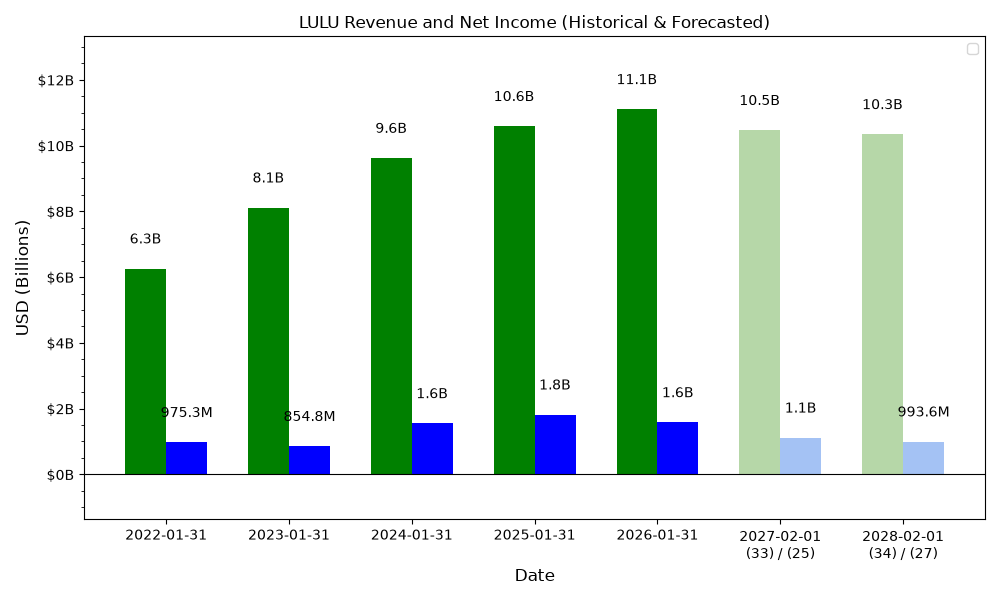 LULU Revenue and Net Income (Historical & Forecasted)
USD (Billions)
$12B
$10B
$8B
$6B
$4B
$2B
$0B
6.3B
975.3M
8.1B
854.8M
9.6B
1.6B
10.6B
1.8B
11.1B
1.6B
10.5B
1.1B
10.3B
993.6M
2022-01-31
2023-01-31
2024-01-31
2025-01-31
2026-01-31
2027-02-01
(33) / (25)
2028-02-01
(34) / (27)
Date